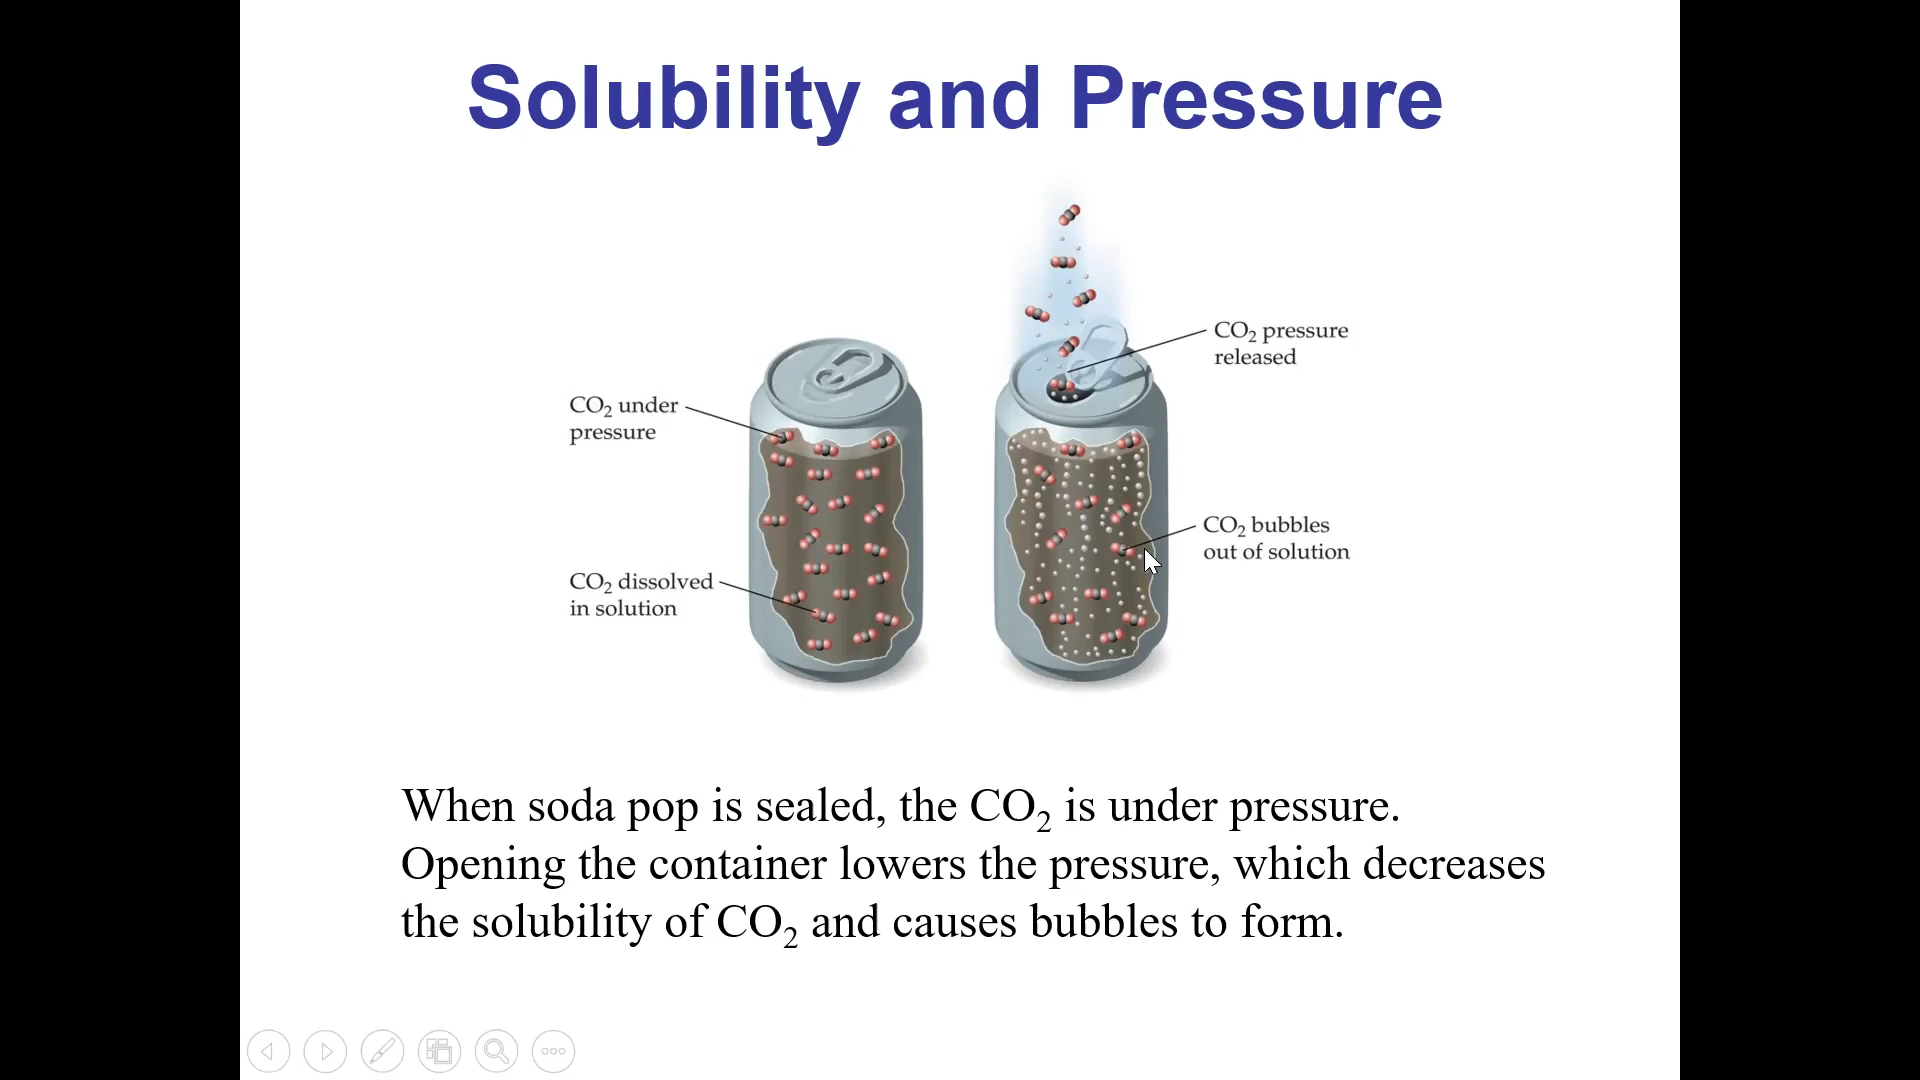 Solubility and Pressure
CO₂ pressure
released
CO₂ under
pressure
CO₂ bubbles
out of solution
CO₂ dissolved
in solution
When soda pop is sealed, the CO₂ is under pressure.
Opening the container lowers the pressure, which decreases
the solubility of CO₂ and causes bubbles to form.